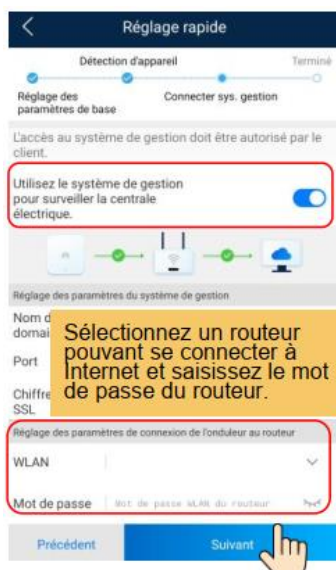 Réglage rapide
Détection d'appareil
Terminé
Réglage des
paramètres de base
Connecter sys. gestion
L'accès au système de gestion doit être autorisé par le
client.
Utilisez le système de gestion
pour surveiller la centrale
électrique.
Réglage des paramètres du système de gestion
Nom d
domai
Port
Chiffre
SSL
Sélectionnez un routeur
pouvant se connecter à
Internet et saisissez le mot
de passe du routeur.
Réglage des paramètres de connexion de l'onduleur au routeur
WLAN
Mot de passe
Mot de passe WLAN du routeur
Précédent
Suivant